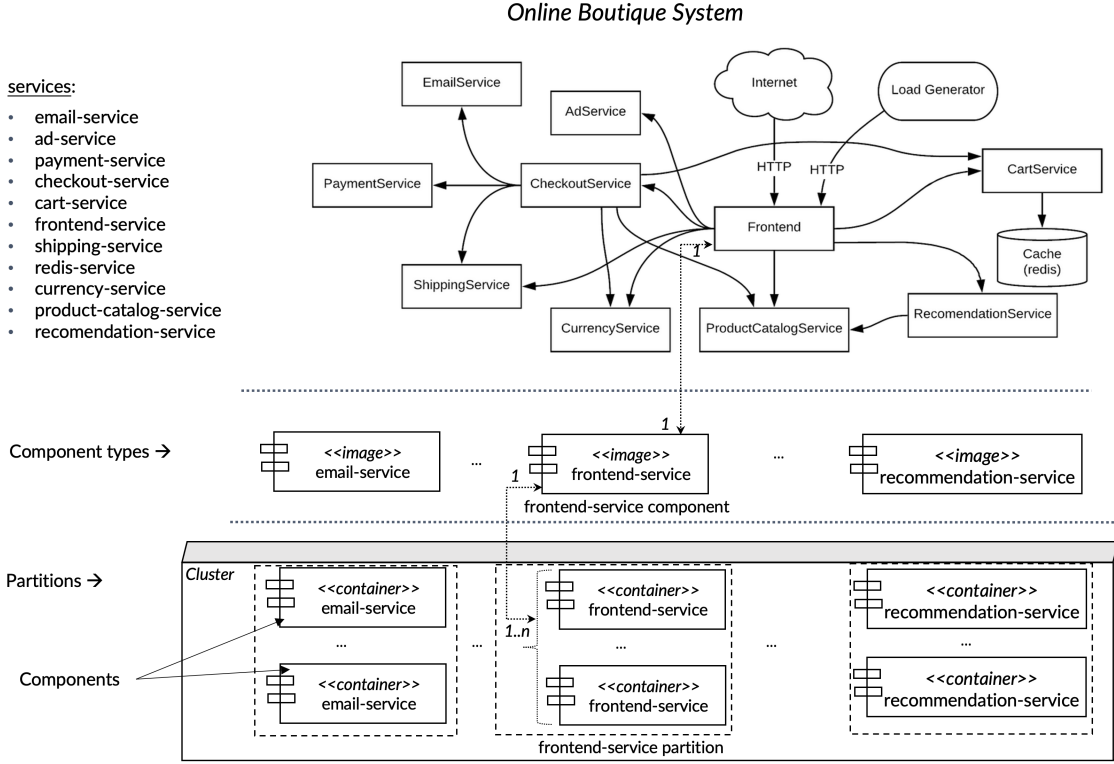 Online Boutique System
services:
• email-service
• ad-service
• payment-service
• checkout-service
• cart-service
• frontend-service
• shipping-service
• redis-service
• currency-service
• product-catalog-service
• recomendation-service
EmailService
AdService
Internet
Load Generator
HTTP
HTTP
PaymentService
CheckoutService
CartService
Frontend
1
Cache
(redis)
ShippingService
CurrencyService
ProductCatalogService
RecomendationService
1
Component types →
<<image>>
email-service
...
<<image>>
frontend-service
...
<<image>>
recommendation-service
1
frontend-service component
Partitions →
Cluster
<<container>>
email-service
<<container>>
frontend-service
<<container>>
recommendation-service
1..n
...
...
...
...
...
Components
<<container>>
email-service
<<container>>
frontend-service
<<container>>
recommendation-service
frontend-service partition